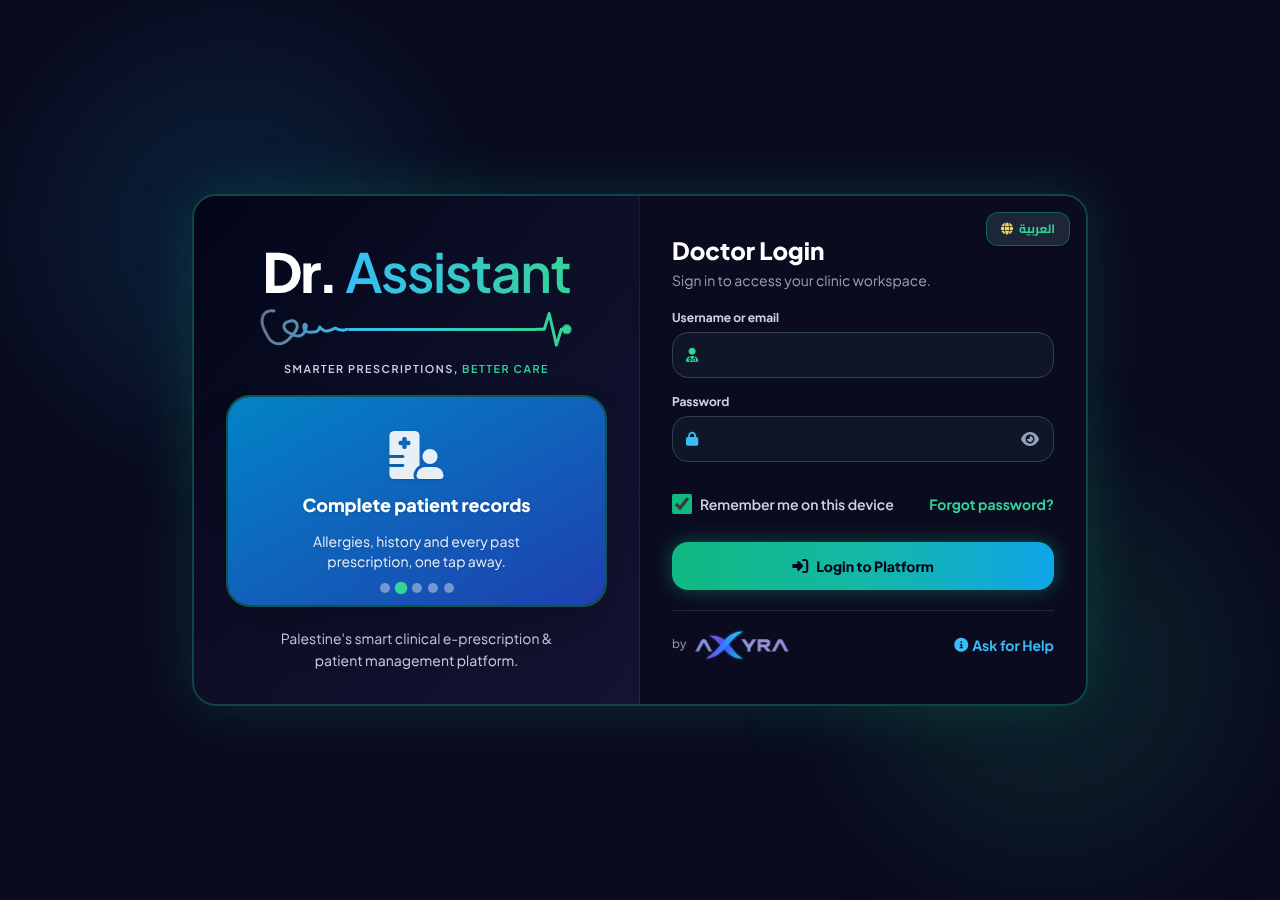 Dr. Assistant
SMARTER PRESCRIPTIONS, BETTER CARE
Complete patient records
Allergies, history and every past
prescription, one tap away.
Palestine's smart clinical e-prescription &
patient management platform.
العربية
Doctor Login
Sign in to access your clinic workspace.
Username or email
Password
Remember me on this device
Forgot password?
Login to Platform
by AXYRA
Ask for Help